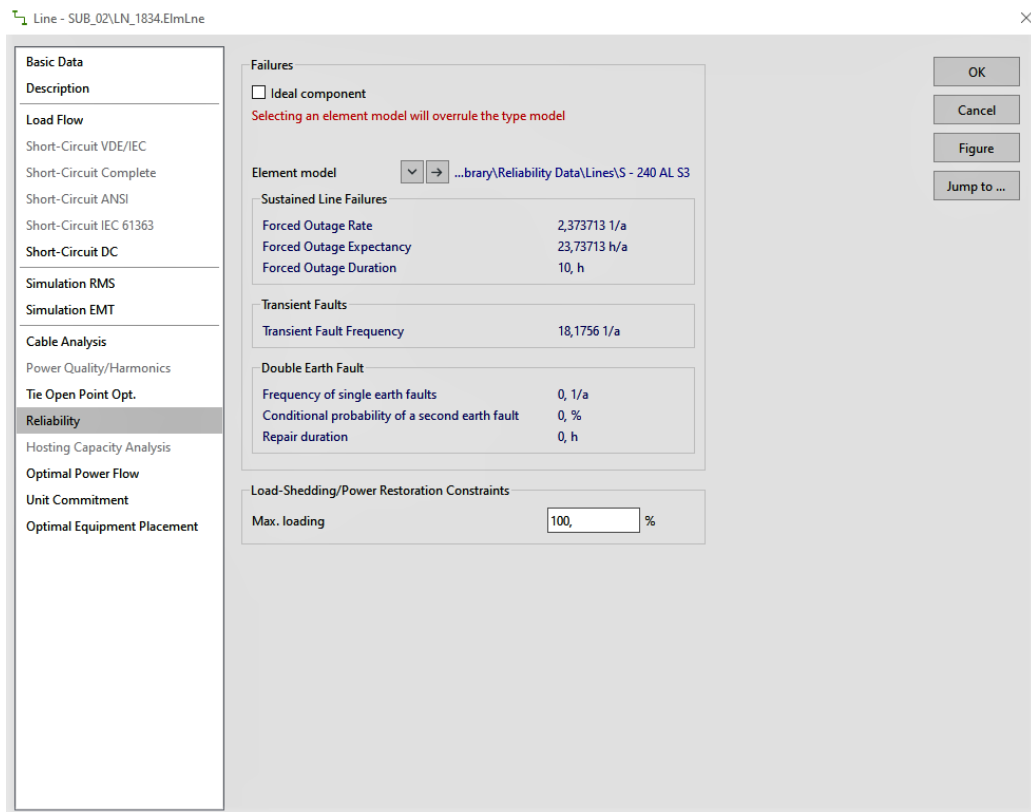 Line - SUB_02\LN_1834.ElmLne
Basic Data
Description
Load Flow
Short-Circuit VDE/IEC
Short-Circuit Complete
Short-Circuit ANSI
Short-Circuit IEC 61363
Short-Circuit DC
Simulation RMS
Simulation EMT
Cable Analysis
Power Quality/Harmonics
Tie Open Point Opt.
Reliability
Hosting Capacity Analysis
Optimal Power Flow
Unit Commitment
Optimal Equipment Placement
Failures
Ideal component
Selecting an element model will overrule the type model
Element model ...brary\Reliability Data\Lines\S - 240 AL S3
Sustained Line Failures
Forced Outage Rate 2,373713 1/a
Forced Outage Expectancy 23,73713 h/a
Forced Outage Duration 10, h
Transient Faults
Transient Fault Frequency 18,1756 1/a
Double Earth Fault
Frequency of single earth faults 0, 1/a
Conditional probability of a second earth fault 0, %
Repair duration 0, h
Load-Shedding/Power Restoration Constraints
Max. loading 100, %
OK
Cancel
Figure
Jump to ...